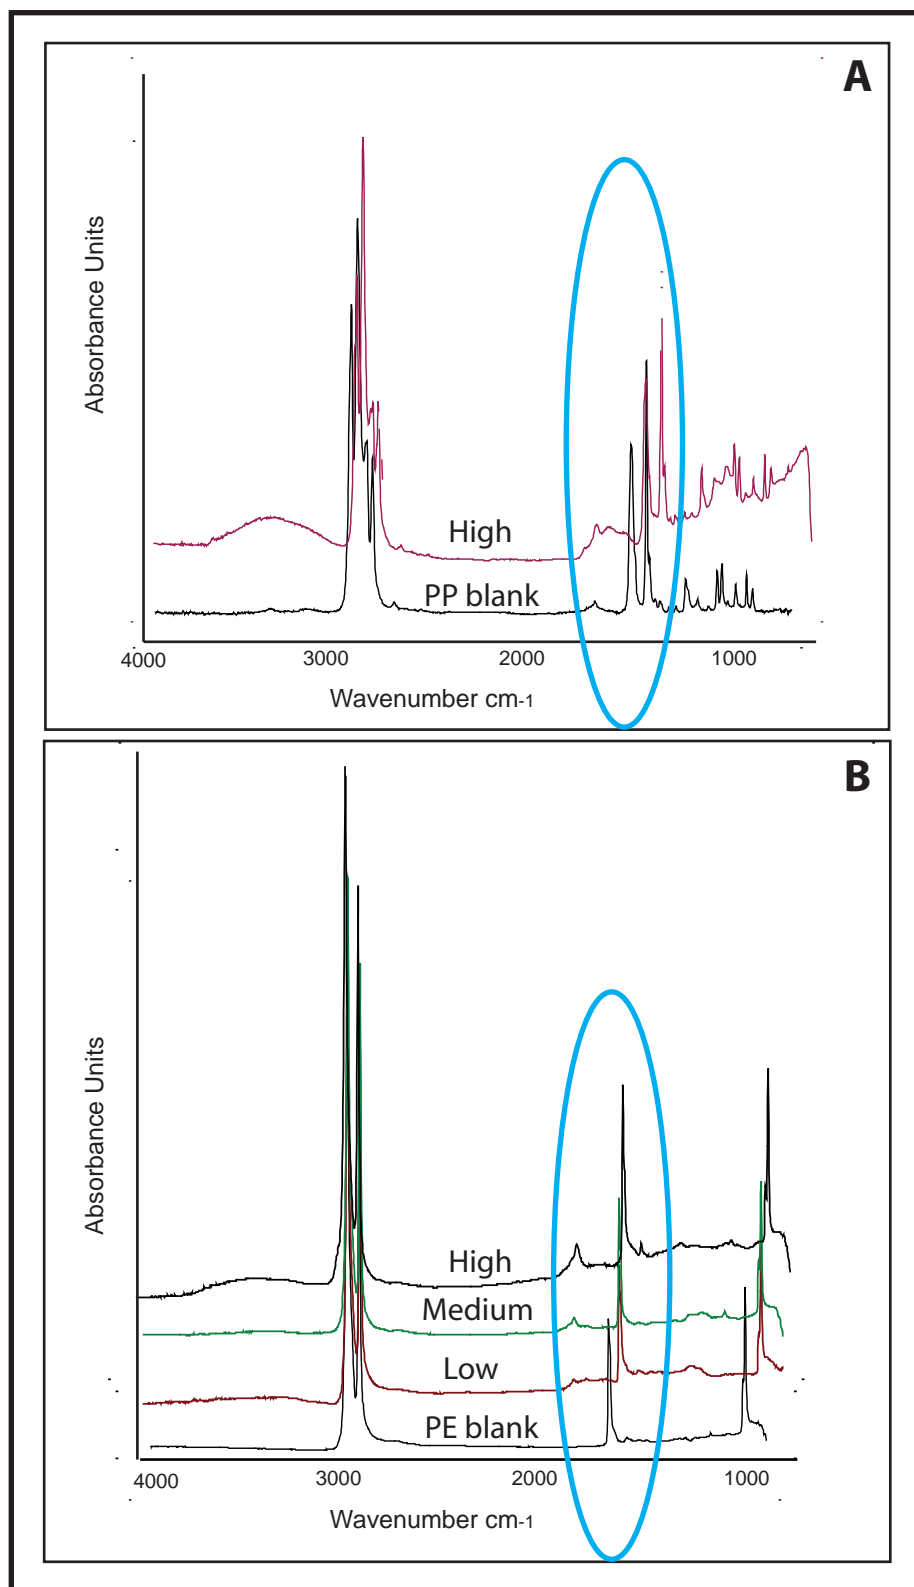 A
Absorbance Units
High
PP blank
4000 3000 2000 1000
Wavenumber cm-1
B
Absorbance Units
High
Medium
Low
PE blank
4000 3000 2000 1000
Wavenumber cm-1